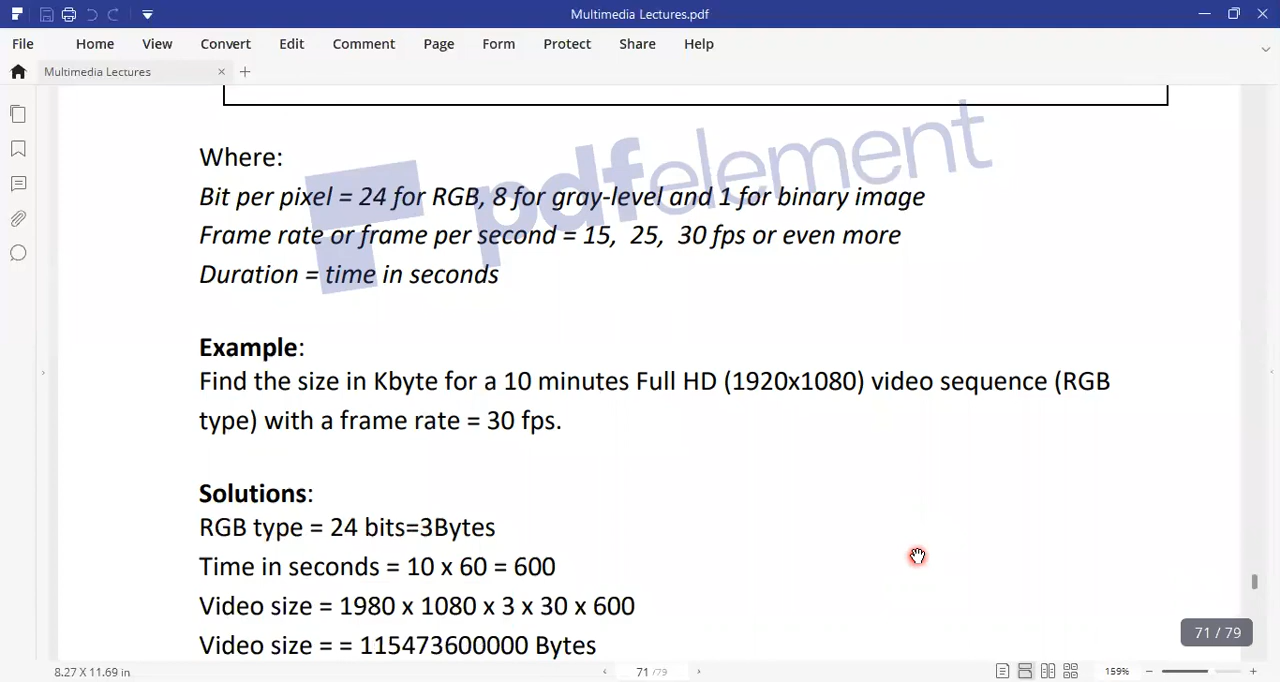 Multimedia Lectures.pdf
File Home View Convert Edit Comment Page Form Protect Share Help
Multimedia Lectures
pdfelement
Where:
Bit per pixel = 24 for RGB, 8 for gray-level and 1 for binary image
Frame rate or frame per second = 15, 25, 30 fps or even more
Duration = time in seconds
Example:
Find the size in Kbyte for a 10 minutes Full HD (1920x1080) video sequence (RGB
type) with a frame rate = 30 fps.
Solutions:
RGB type = 24 bits=3Bytes
Time in seconds = 10 x 60 = 600
Video size = 1980 x 1080 x 3 x 30 x 600
Video size = = 115473600000 Bytes
71 / 79
8.27 X 11.69 in 71 /79 159%